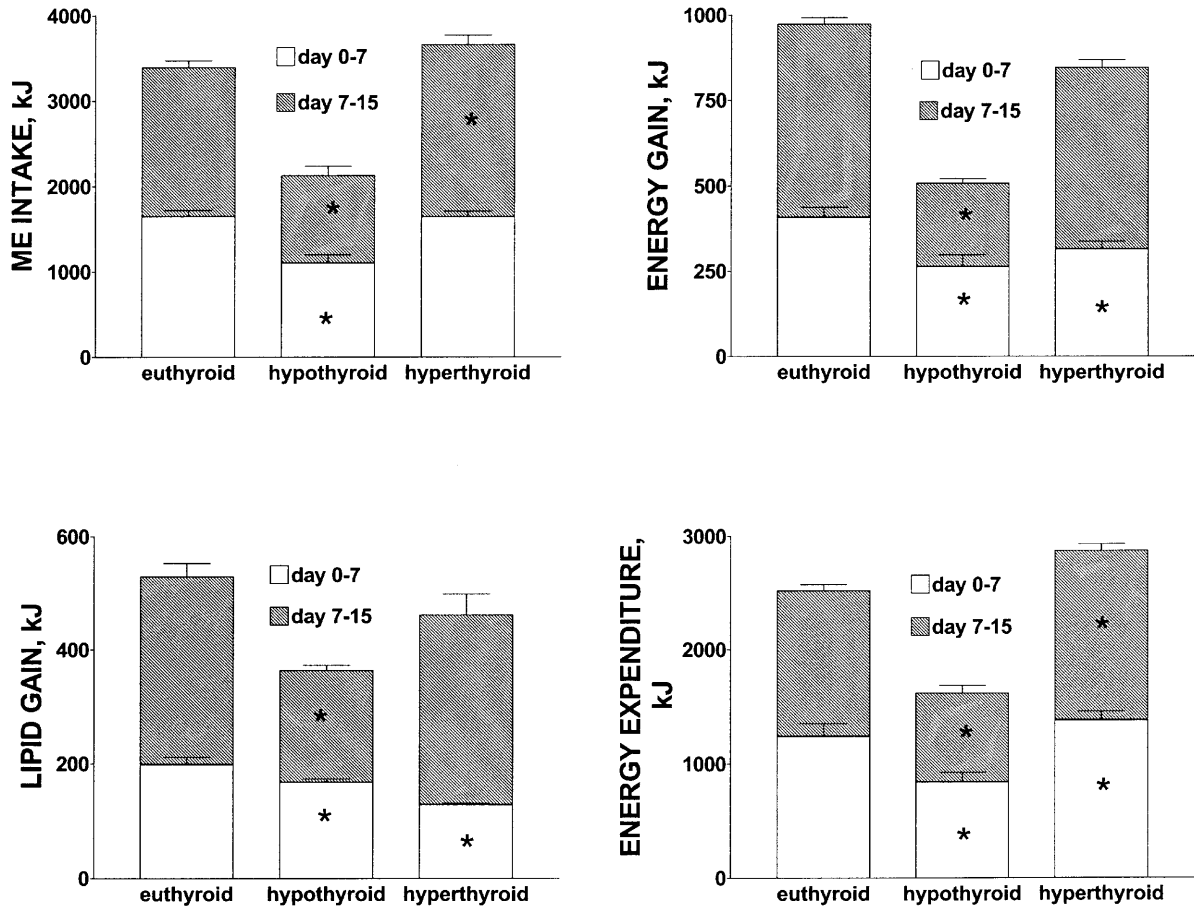 ME INTAKE, kJ
4000
3000
2000
1000
0
day 0-7
day 7-15
*
*
*
euthyroid hypothyroid hyperthyroid
ENERGY GAIN, kJ
1000
750
500
250
0
day 0-7
day 7-15
*
*
*
euthyroid hypothyroid hyperthyroid
LIPID GAIN, kJ
600
400
200
0
day 0-7
day 7-15
*
*
*
euthyroid hypothyroid hyperthyroid
ENERGY EXPENDITURE,
kJ
3000
2000
1000
0
day 0-7
day 7-15
*
*
*
*
euthyroid hypothyroid hyperthyroid